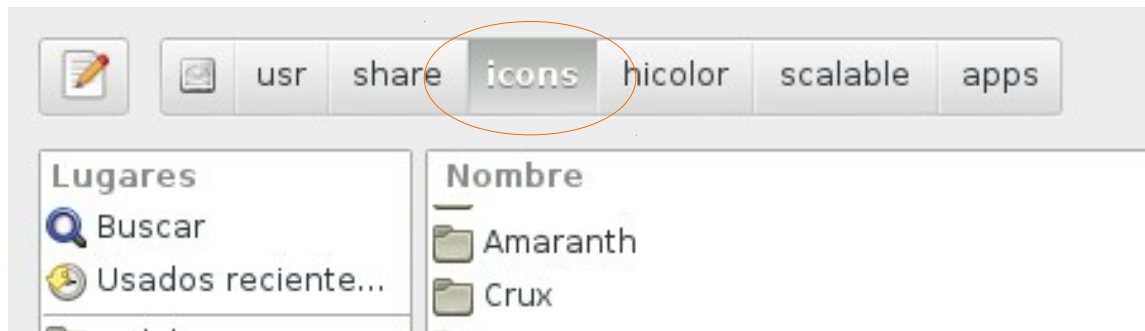 usr share icons hicolor scalable apps
Lugares
Buscar
Usados reciente...
Nombre
Amaranth
Crux